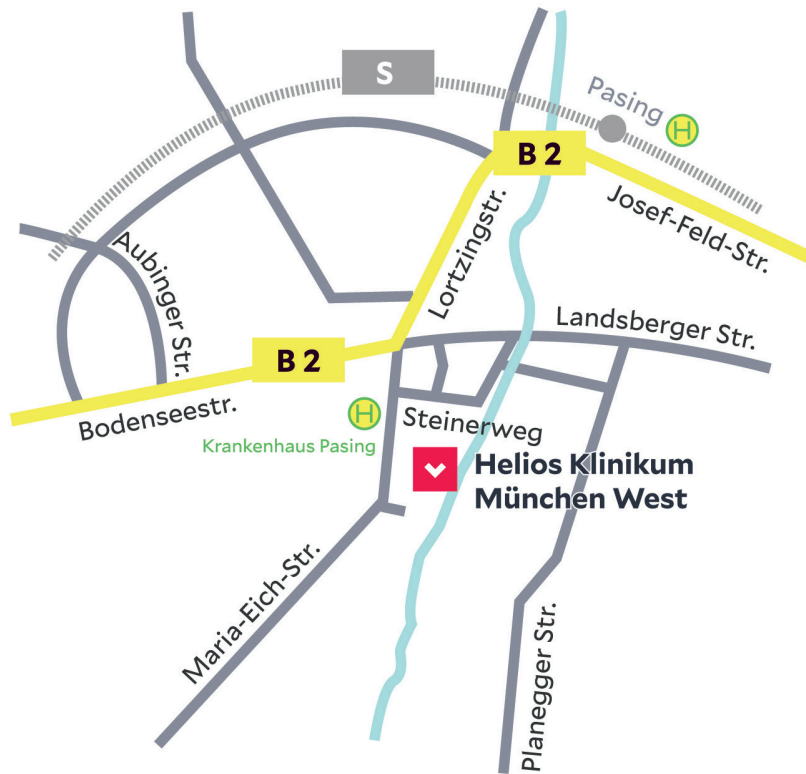 S
Pasing H
B 2
Josef-Feld-Str.
Lortzingstr.
Aubinger Str.
Landsberger Str.
B 2
Bodenseestr.
H
Krankenhaus Pasing
Steinerweg
Helios Klinikum
München West
Maria-Eich-Str.
Planegger Str.